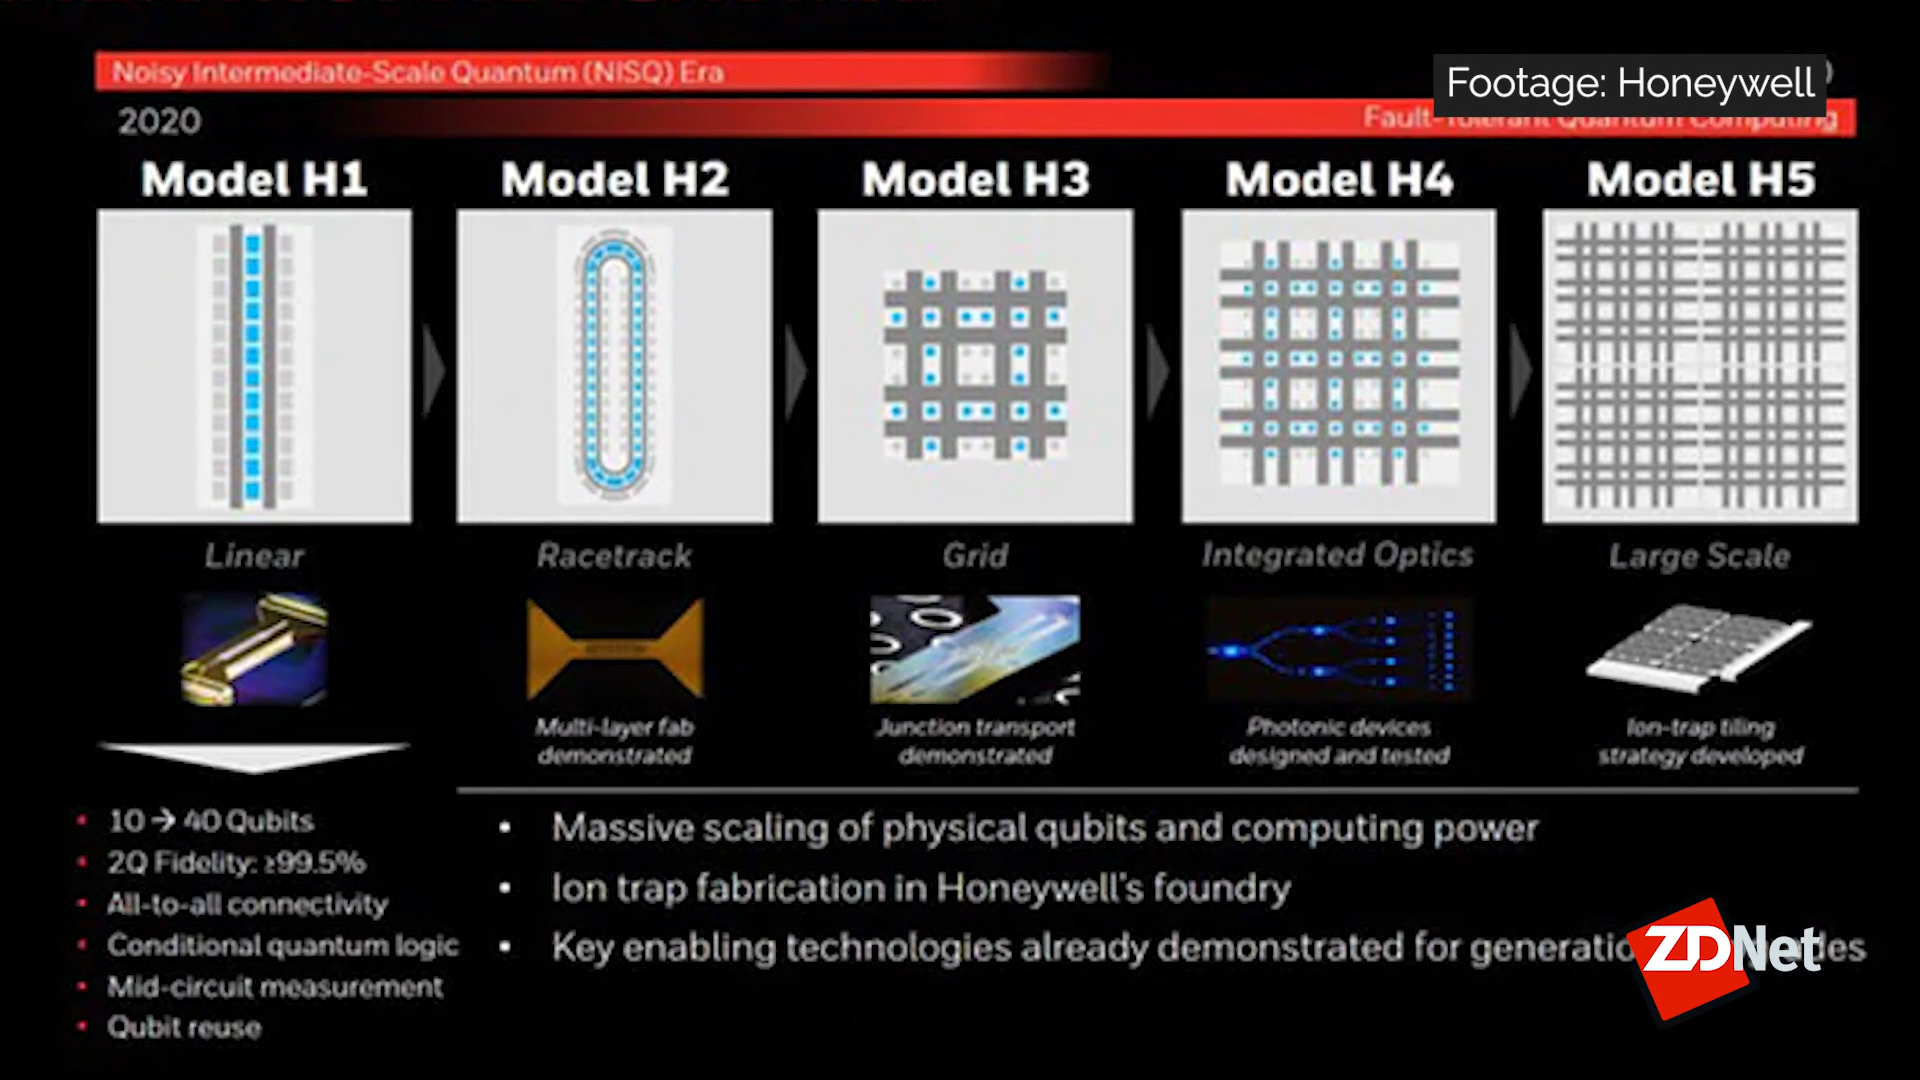 Noisy Intermediate-Scale Quantum (NISQ) Era
Footage: Honeywell
2020
Fault-Tolerant Quantum Computing
Model H1
Model H2
Model H3
Model H4
Model H5
Linear
Racetrack
Grid
Integrated Optics
Large Scale
Multi-layer fab
demonstrated
Junction transport
demonstrated
Photonic devices
designed and tested
Ion-trap tiling
strategy developed
• 10 → 40 Qubits
• 2Q Fidelity: ≥99.5%
• All-to-all connectivity
• Conditional quantum logic
• Mid-circuit measurement
• Qubit reuse
• Massive scaling of physical qubits and computing power
• Ion trap fabrication in Honeywell's foundry
• Key enabling technologies already demonstrated for
ZDNet